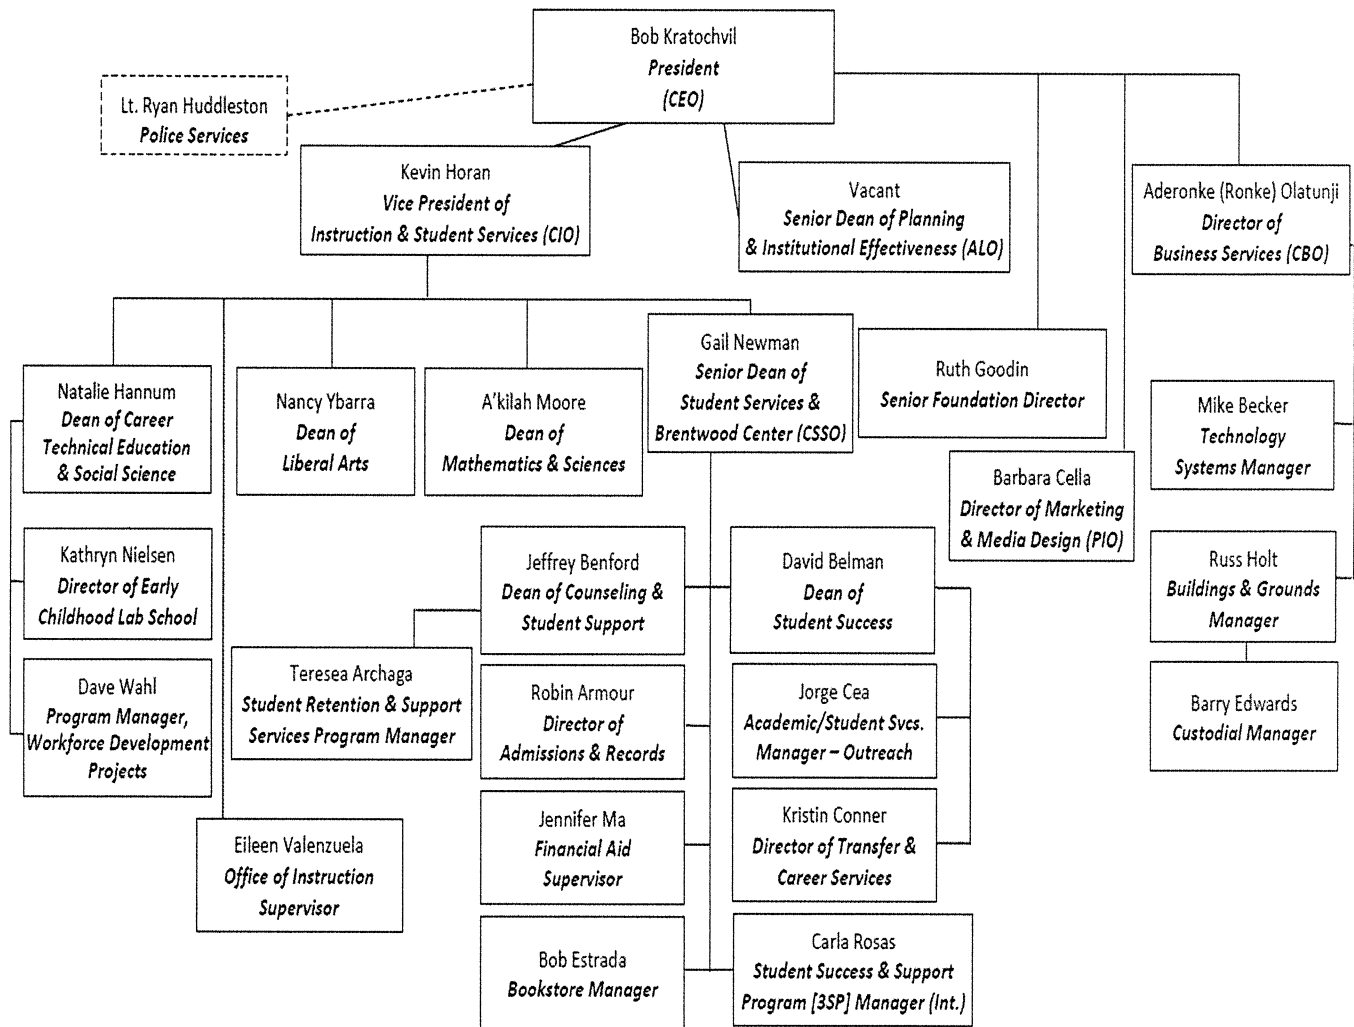 Bob Kratochvil
President
(CEO)
Lt. Ryan Huddleston
Police Services
Kevin Horan
Vice President of
Instruction & Student Services (CIO)
Vacant
Senior Dean of Planning
& Institutional Effectiveness (ALO)
Aderonke (Ronke) Olatunji
Director of
Business Services (CBO)
Natalie Hannum
Dean of Career
Technical Education
& Social Science
Nancy Ybarra
Dean of
Liberal Arts
A'kilah Moore
Dean of
Mathematics & Sciences
Gail Newman
Senior Dean of
Student Services &
Brentwood Center (CSSO)
Ruth Goodin
Senior Foundation Director
Mike Becker
Technology
Systems Manager
Barbara Cella
Director of Marketing
& Media Design (PIO)
Kathryn Nielsen
Director of Early
Childhood Lab School
Jeffrey Benford
Dean of Counseling &
Student Support
David Belman
Dean of
Student Success
Russ Holt
Buildings & Grounds
Manager
Dave Wahl
Program Manager,
Workforce Development
Projects
Teresea Archaga
Student Retention & Support
Services Program Manager
Robin Armour
Director of
Admissions & Records
Jorge Cea
Academic/Student Svcs.
Manager – Outreach
Barry Edwards
Custodial Manager
Eileen Valenzuela
Office of Instruction
Supervisor
Jennifer Ma
Financial Aid
Supervisor
Kristin Conner
Director of Transfer &
Career Services
Bob Estrada
Bookstore Manager
Carla Rosas
Student Success & Support
Program [3SP] Manager (Int.)